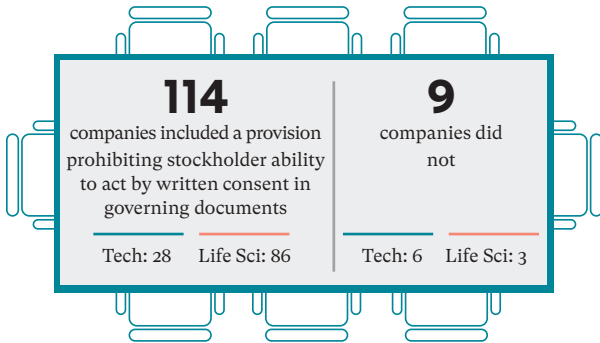 114
companies included a provision
prohibiting stockholder ability
to act by written consent in
governing documents
Tech: 28
Life Sci: 86
9
companies did
not
Tech: 6
Life Sci: 3